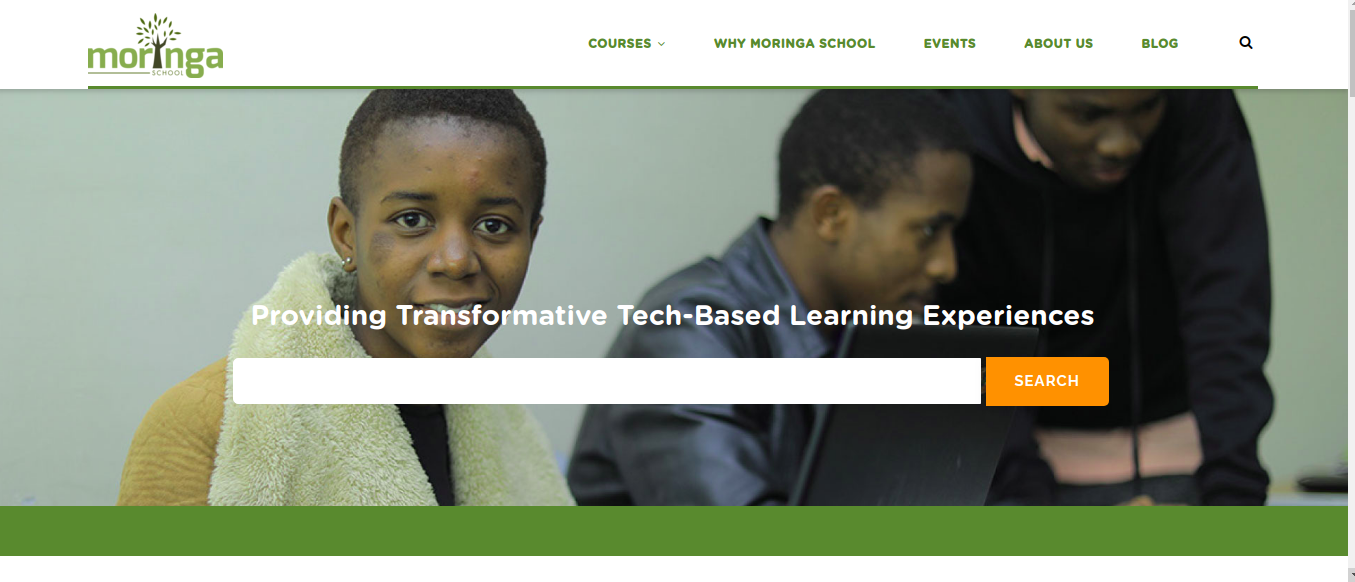 moringa
SCHOOL
COURSES
WHY MORINGA SCHOOL
EVENTS
ABOUT US
BLOG
Providing Transformative Tech-Based Learning Experiences
SEARCH